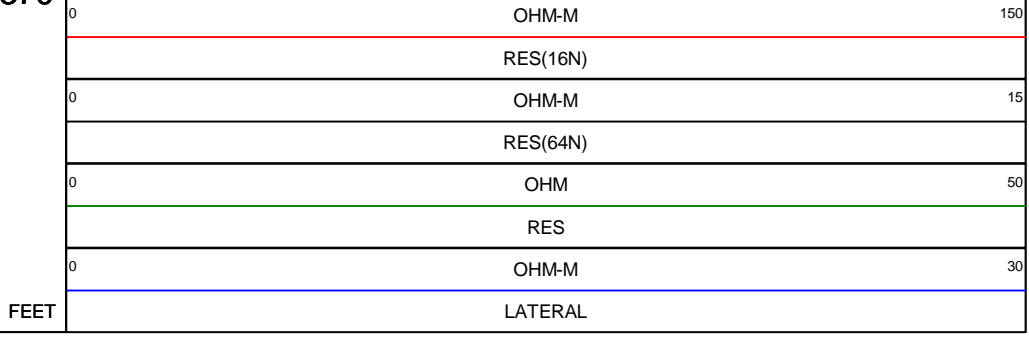 0 OHM-M 150
RES(16N)
0 OHM-M 15
RES(64N)
0 OHM 50
RES
0 OHM-M 30
FEET LATERAL